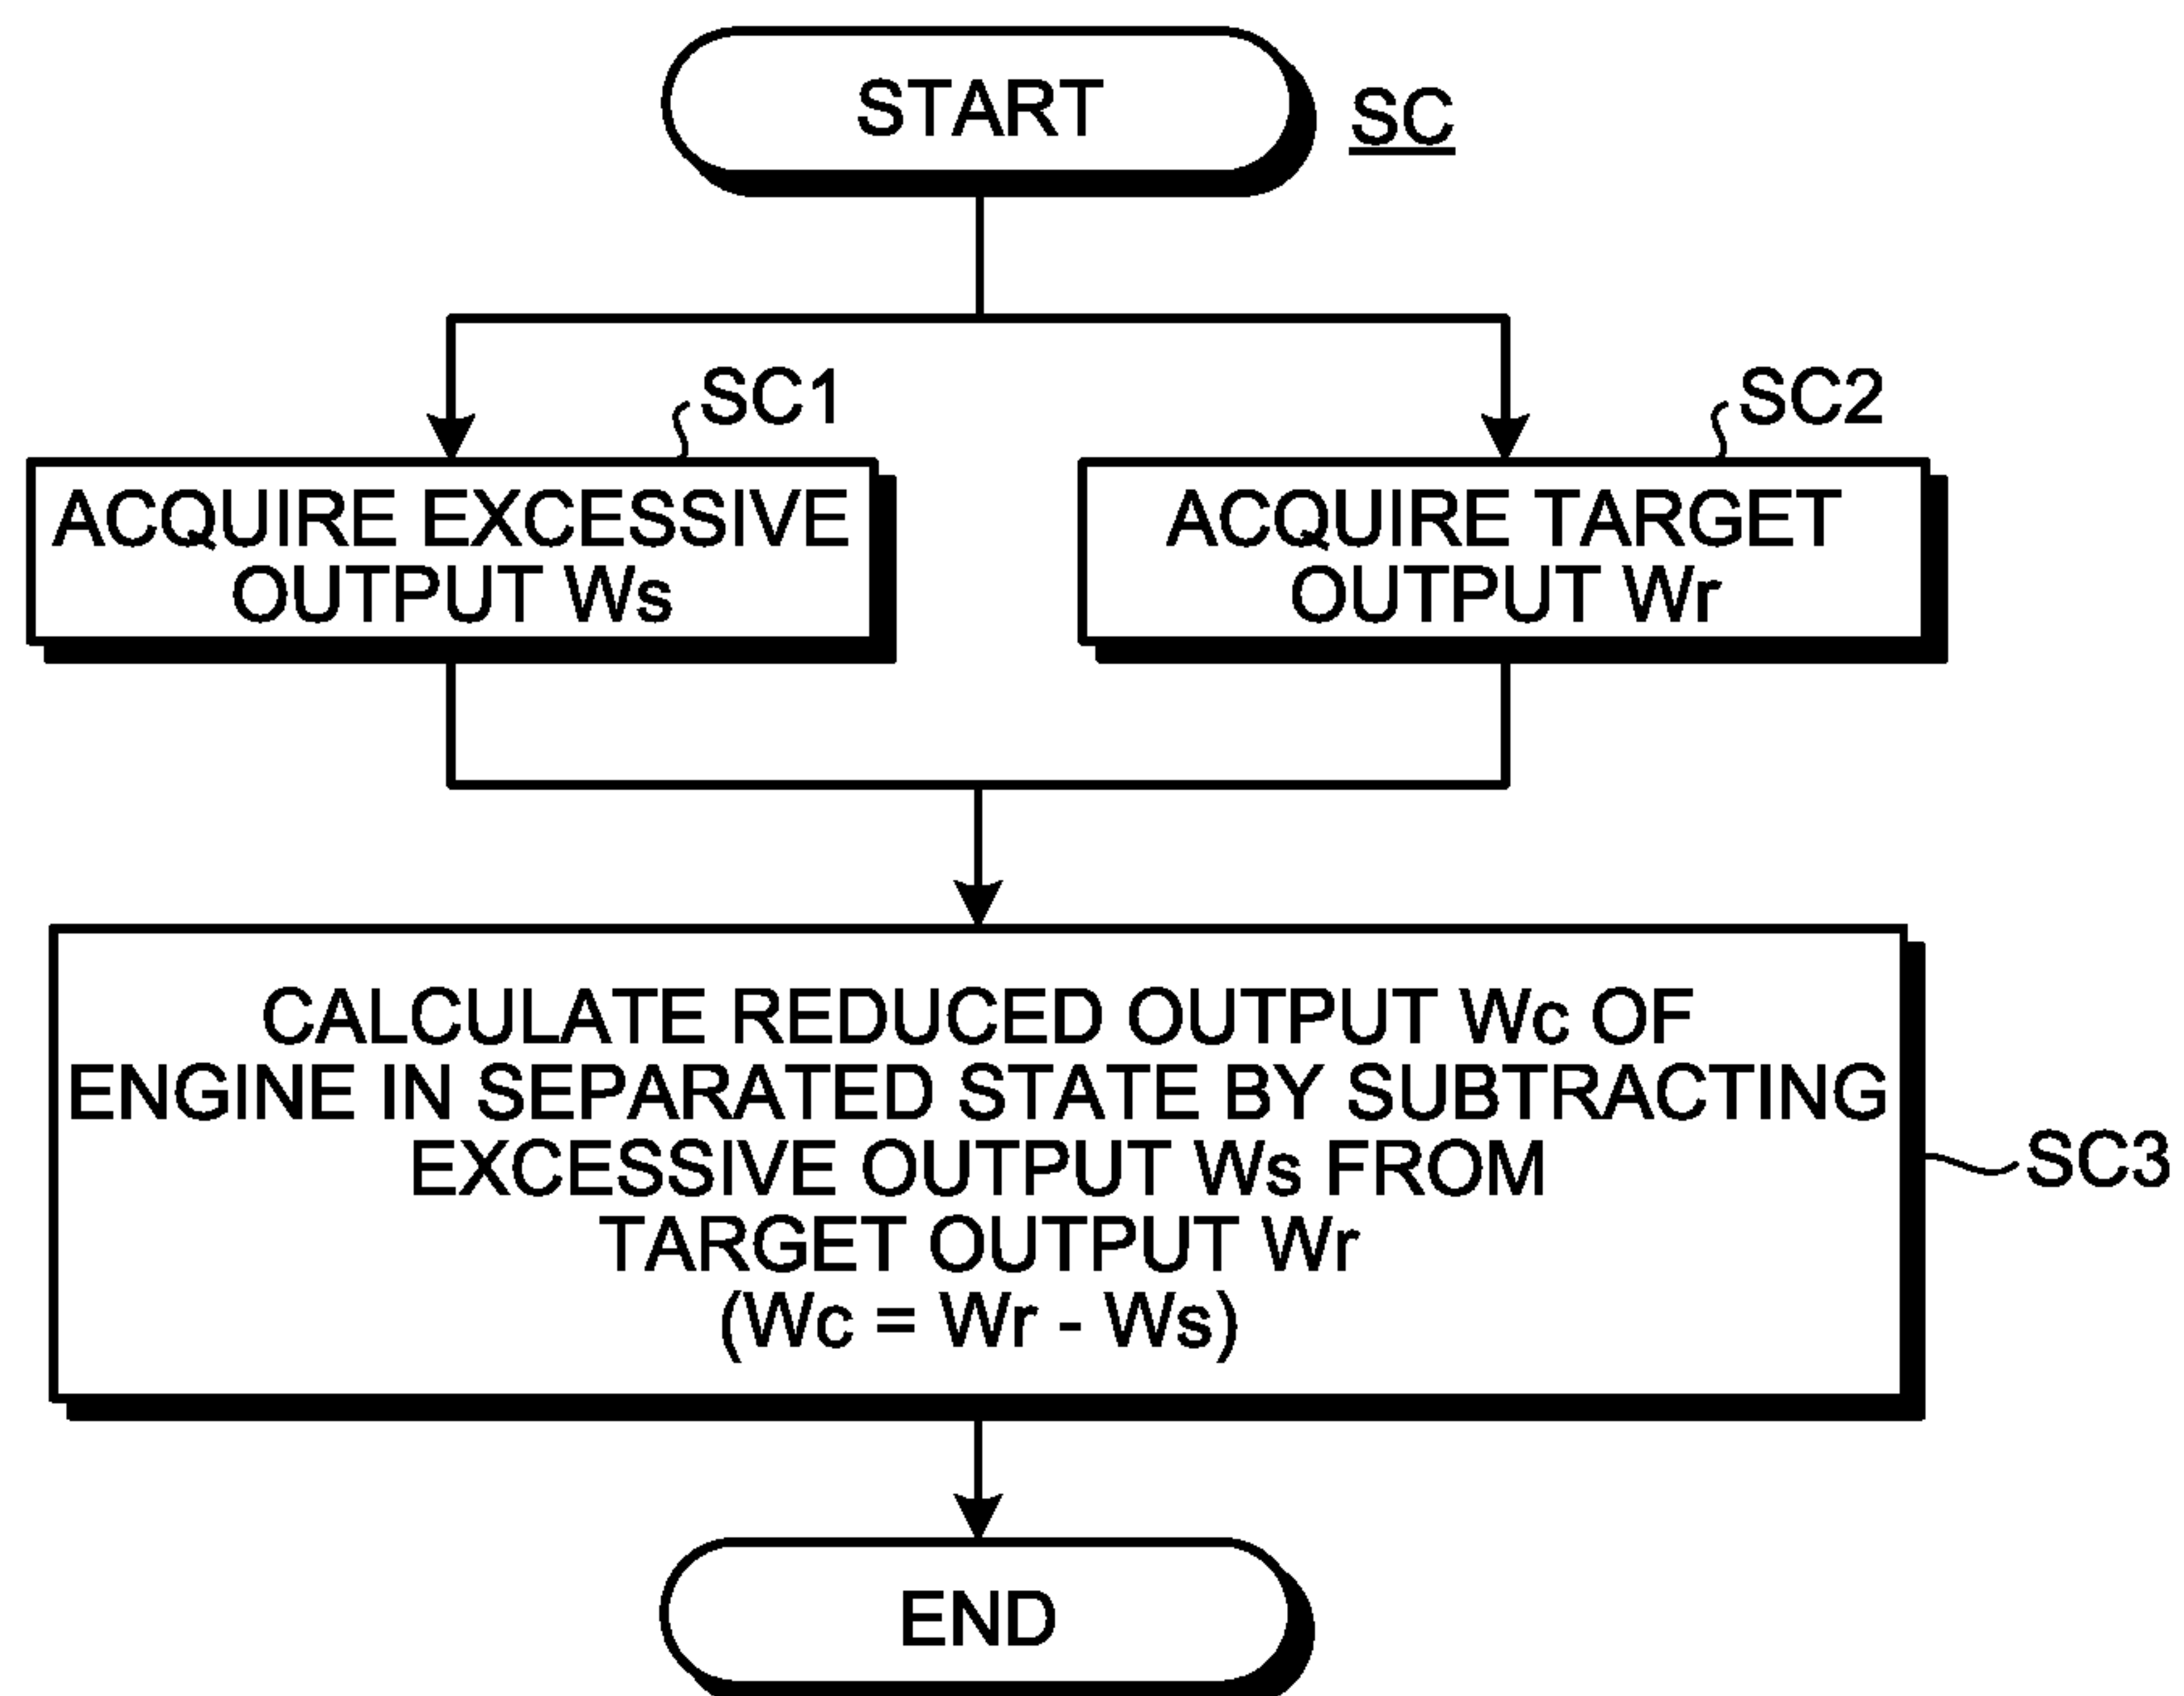 START
SC
SC1
SC2
ACQUIRE EXCESSIVE
OUTPUT Ws
ACQUIRE TARGET
OUTPUT Wr
CALCULATE REDUCED OUTPUT Wc OF
ENGINE IN SEPARATED STATE BY SUBTRACTING
EXCESSIVE OUTPUT Ws FROM
TARGET OUTPUT Wr
(Wc = Wr - Ws)
SC3
END